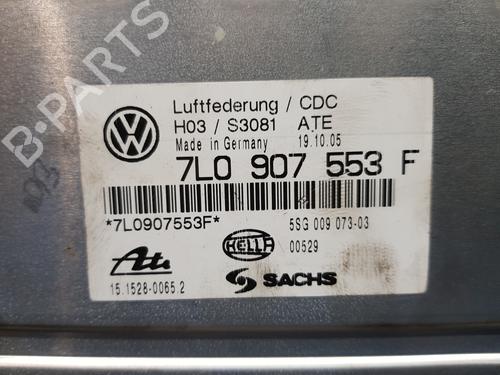 Luftfederung / CDC
H03 / S3081 ATE
Made in Germany 19.10.05
7L0 907 553 F
*7L0907553F* 5SG 009 073-03
HELLA 00529
Ate SACHS
15.1528-0065.2